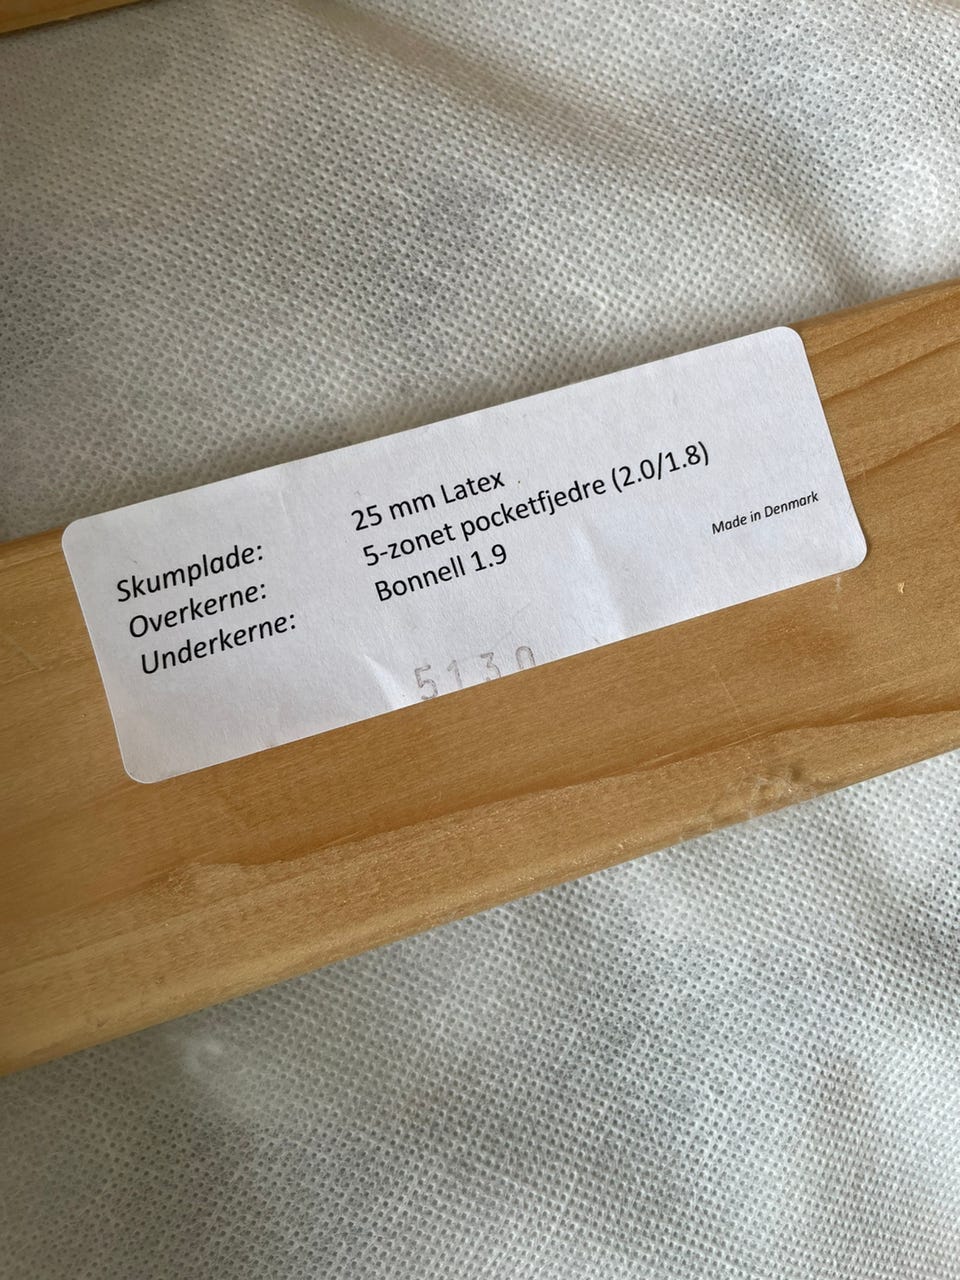 Skumplade: 25 mm Latex
Overkerne: 5-zonet pocketfjedre (2.0/1.8)
Underkerne: Bonnell 1.9
Made in Denmark
5130